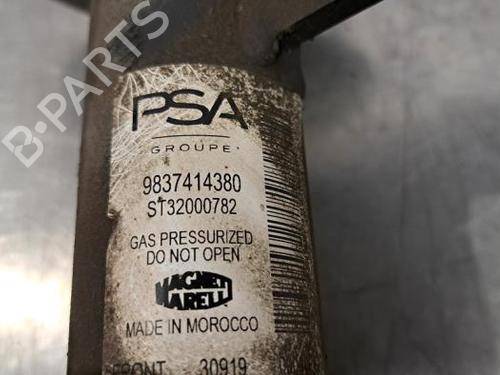 B-PARTS
PSA
GROUPE
9837414380
ST32000782
GAS PRESSURIZED
DO NOT OPEN
MAGNETI
MARELLI
MADE IN MOROCCO
FRONT 30919